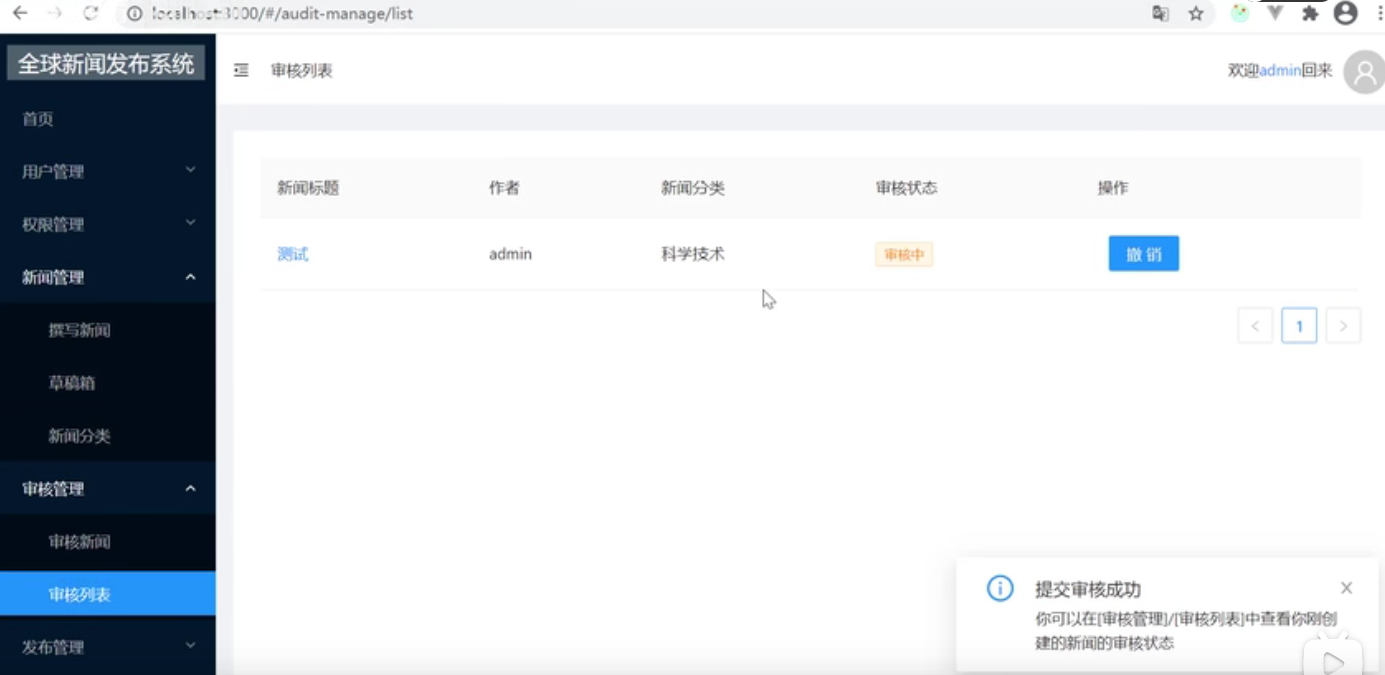 localhost:3000/#/audit-manage/list
全球新闻发布系统
审核列表
欢迎admin回来
首页
用户管理
权限管理
新闻管理
撰写新闻
草稿箱
新闻分类
审核管理
审核新闻
审核列表
发布管理
新闻标题 作者 新闻分类 审核状态 操作
测试 admin 科学技术 审核中 撤 销
1
提交审核成功
你可以在[审核管理]/[审核列表]中查看你刚创
建的新闻的审核状态